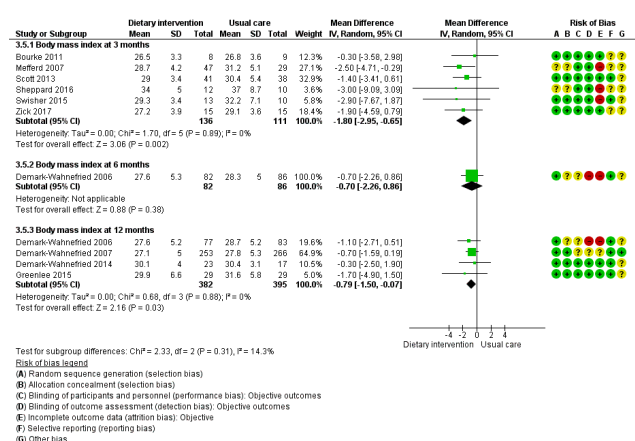 Dietary intervention Usual care Mean Difference Mean Difference Risk of Bias
Study or Subgroup Mean SD Total Mean SD Total Weight IV, Random, 95% CI IV, Random, 95% CI A B C D E F G
3.5.1 Body mass index at 3 months
Bourke 2011 26.5 3.3 8 26.8 3.6 9 12.3% -0.30 [-3.58, 2.98]
Mefferd 2007 28.7 4.2 47 31.2 5.1 29 27.1% -2.50 [-4.71, -0.29]
Scott 2013 29 3.4 41 30.4 5.4 38 32.7% -1.40 [-3.41, 0.61]
Sheppard 2016 34 5 12 37 8.7 10 3.6% -3.00 [-9.09, 3.09]
Swisher 2015 29.3 3.4 13 32.2 7.1 10 5.8% -2.90 [-7.67, 1.87]
Zick 2017 27.2 3.9 15 29.1 3.6 15 18.5% -1.90 [-4.59, 0.79]
Subtotal (95% CI) 136 111 100.0% -1.80 [-2.95, -0.65]
Heterogeneity: Tau² = 0.00; Chi² = 1.70, df = 5 (P = 0.89); I² = 0%
Test for overall effect: Z = 3.06 (P = 0.002)
3.5.2 Body mass index at 6 months
Demark-Wahnefried 2006 27.6 5.3 82 28.3 5 86 100.0% -0.70 [-2.26, 0.86]
Subtotal (95% CI) 82 86 100.0% -0.70 [-2.26, 0.86]
Heterogeneity: Not applicable
Test for overall effect: Z = 0.88 (P = 0.38)
3.5.3 Body mass index at 12 months
Demark-Wahnefried 2006 27.6 5.2 77 28.7 5.2 83 19.6% -1.10 [-2.71, 0.51]
Demark-Wahnefried 2007 27.1 5 253 27.8 5.3 266 64.9% -0.70 [-1.59, 0.19]
Demark-Wahnefried 2014 30.1 4 23 30.4 3.1 17 10.5% -0.30 [-2.50, 1.90]
Greenlee 2015 29.9 6.6 29 31.6 5.8 29 5.0% -1.70 [-4.90, 1.50]
Subtotal (95% CI) 382 395 100.0% -0.79 [-1.50, -0.07]
Heterogeneity: Tau² = 0.00; Chi² = 0.68, df = 3 (P = 0.88); I² = 0%
Test for overall effect: Z = 2.16 (P = 0.03)
-4 -2 0 2 4
Dietary intervention Usual care
Test for subgroup differences: Chi² = 2.33, df = 2 (P = 0.31), I² = 14.3%
Risk of bias legend
(A) Random sequence generation (selection bias)
(B) Allocation concealment (selection bias)
(C) Blinding of participants and personnel (performance bias): Objective outcomes
(D) Blinding of outcome assessment (detection bias): Objective outcomes
(E) Incomplete outcome data (attrition bias): Objective
(F) Selective reporting (reporting bias)
(G) Other bias